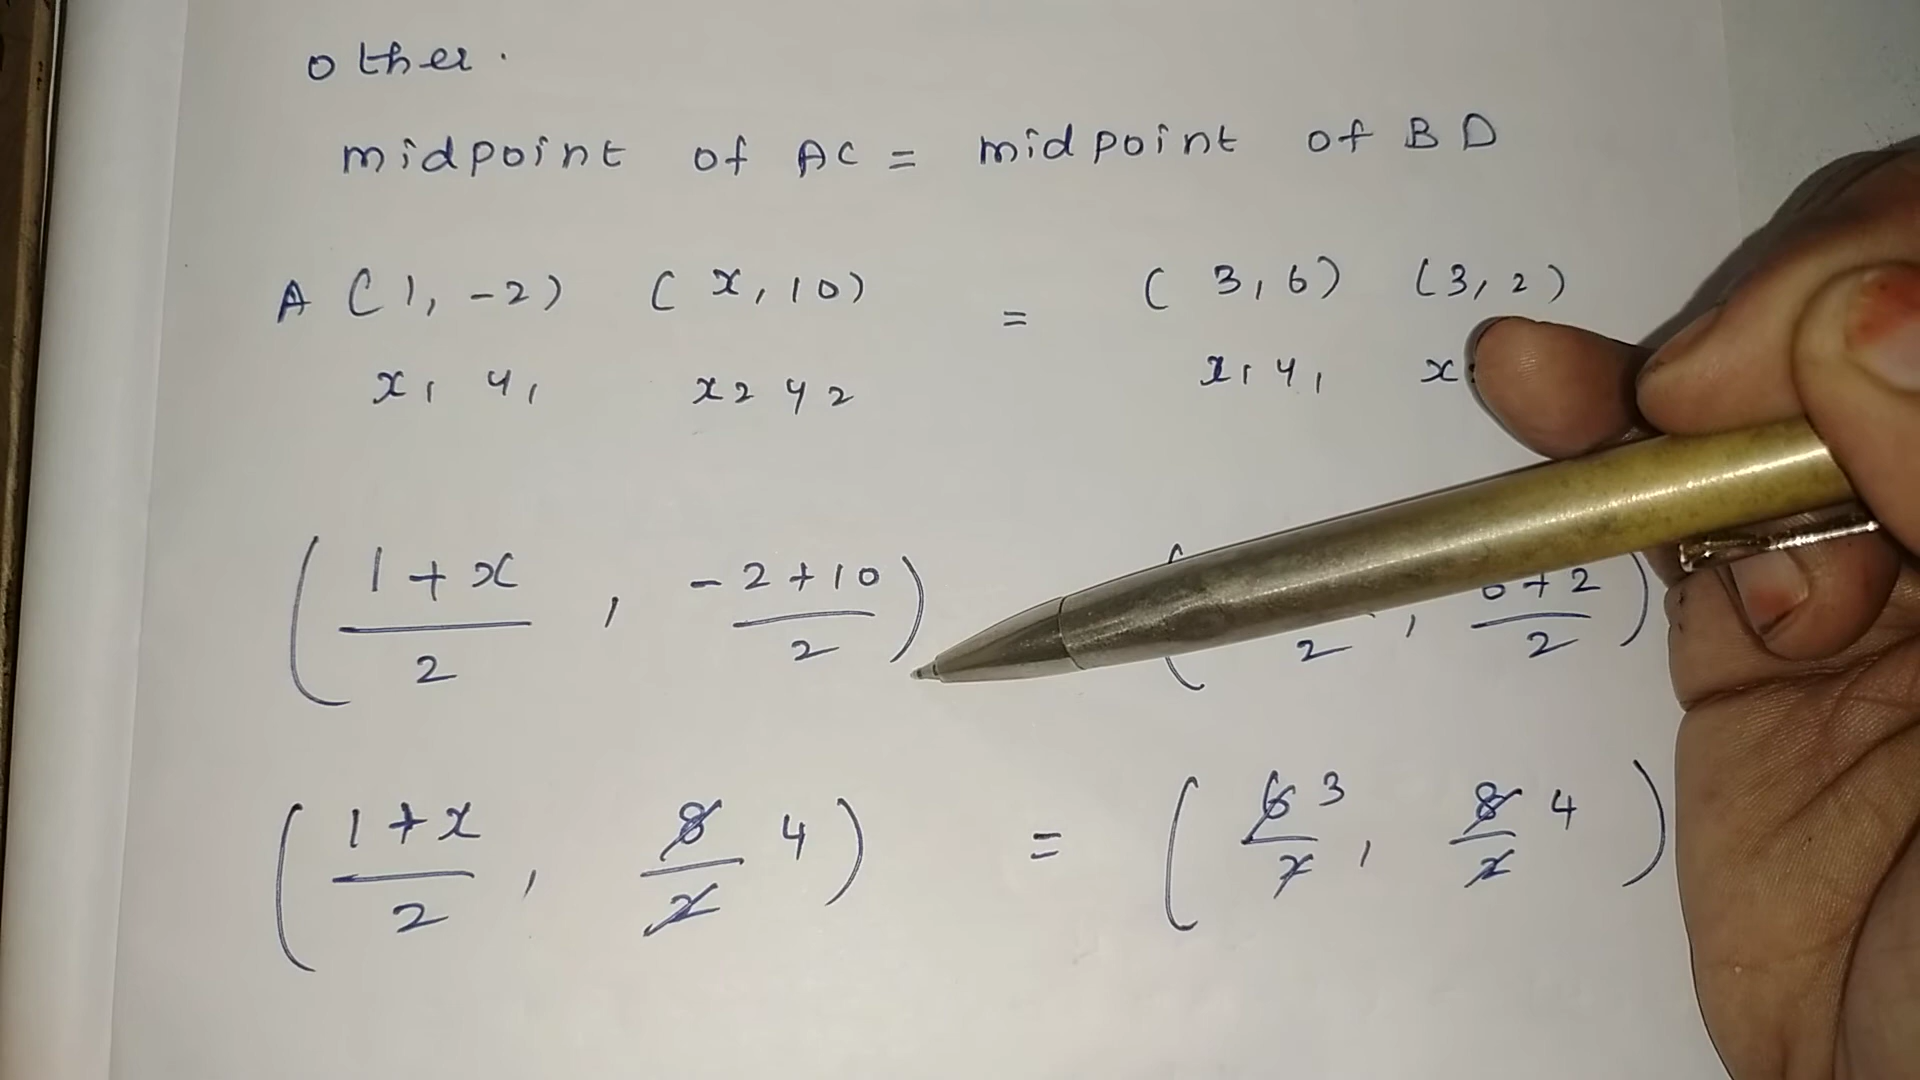 other.
midpoint of AC = midpoint of BD
A (1, -2) (x, 10) = (3, 6) (3, 2)
x1 y1 x2 y2 x1 y1 x
(1+x/2 , -2+10/2) ( 2 , 6+2/2)
(1+x/2 , 8/2 4) = (6/2 3 , 8/2 4)